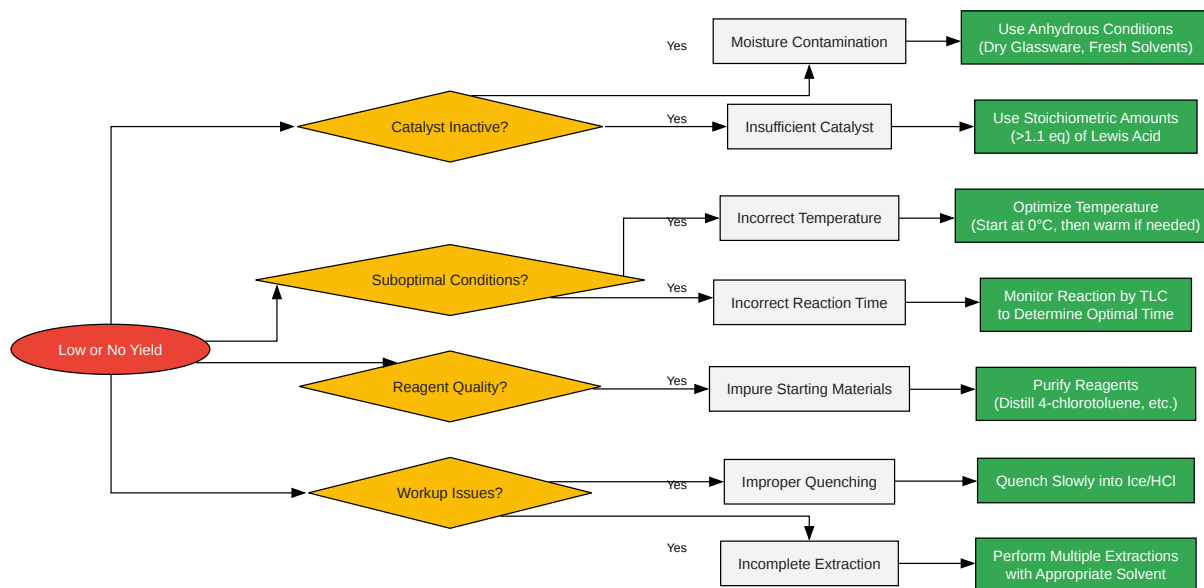 Yes
Moisture Contamination
Use Anhydrous Conditions
(Dry Glassware, Fresh Solvents)
Catalyst Inactive?
Yes
Insufficient Catalyst
Use Stoichiometric Amounts
(>1.1 eq) of Lewis Acid
Yes
Incorrect Temperature
Optimize Temperature
(Start at 0°C, then warm if needed)
Suboptimal Conditions?
Yes
Incorrect Reaction Time
Monitor Reaction by TLC
to Determine Optimal Time
Low or No Yield
Reagent Quality?
Yes
Impure Starting Materials
Purify Reagents
(Distill 4-chlorotoluene, etc.)
Workup Issues?
Yes
Improper Quenching
Quench Slowly into Ice/HCl
Yes
Incomplete Extraction
Perform Multiple Extractions
with Appropriate Solvent